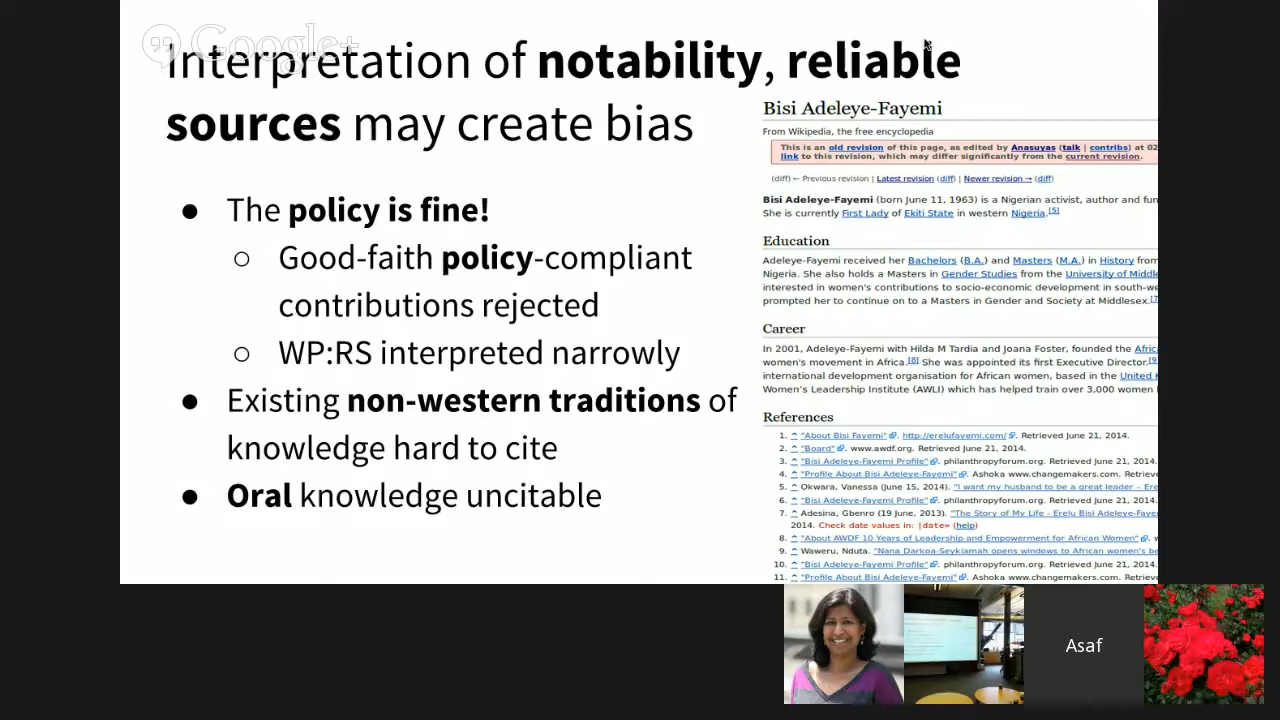 Google+
Interpretation of notability, reliable
sources may create bias
● The policy is fine!
○ Good-faith policy-compliant
contributions rejected
○ WP:RS interpreted narrowly
● Existing non-western traditions of
knowledge hard to cite
● Oral knowledge uncitable
Bisi Adeleye-Fayemi
From Wikipedia, the free encyclopedia
This is an old revision of this page, as edited by Anasuyas (talk | contribs) at 02
link to this revision, which may differ significantly from the current revision.
(diff) ← Previous revision | Latest revision (diff) | Newer revision → (diff)
Bisi Adeleye-Fayemi (born June 11, 1963) is a Nigerian activist, author and fun
She is currently First Lady of Ekiti State in western Nigeria.[5]
Education
Adeleye-Fayemi received her Bachelors (B.A.) and Masters (M.A.) in History from
Nigeria. She also holds a Masters in Gender Studies from the University of Middle
interested in women's contributions to socio-economic development in south-we
prompted her to continue on to a Masters in Gender and Society at Middlesex.[7
Career
In 2001, Adeleye-Fayemi with Hilda M Tardia and Joana Foster, founded the Africa
women's movement in Africa.[8] She was appointed its first Executive Director.[9
international development organisation for African women, based in the United K
Women's Leadership Institute (AWLI) which has helped train over 3,000 women
References
1. ^ "About Bisi Fayemi". http://erelufayemi.com/. Retrieved June 21, 2014.
2. ^ "Board". www.awdf.org. Retrieved June 21, 2014.
3. ^ "Bisi Adeleye-Fayemi Profile". philanthropyforum.org. Retrieved June 21, 2014.
4. ^ "Profile About Bisi Adeleye-Fayemi". Ashoka www.changemakers.com. Retrie
5. Okwara, Vanessa (June 15, 2014). "I want my husband to be a great leader – Ere
6. ^ "Bisi Adeleye-Fayemi Profile". philanthropyforum.org. Retrieved June 21, 2014.
7. ^ Adesina, Gbenro (19 June, 2013). "The Story of My Life - Erelu Bisi Adeleye-Faye
2014. Check date values in: |date= (help)
8. ^ "About AWDF 10 Years of Leadership and Empowerment for African Women". w
9. ^ Waweru, Nduta. "Nana Darkoa-Seykiamah opens windows to African women's be
10. ^ "Bisi Adeleye-Fayemi Profile". philanthropyforum.org. Retrieved June 21, 2014.
11. ^ "Profile About Bisi Adeleye-Fayemi". Ashoka www.changemakers.com. Retrieve
Asaf